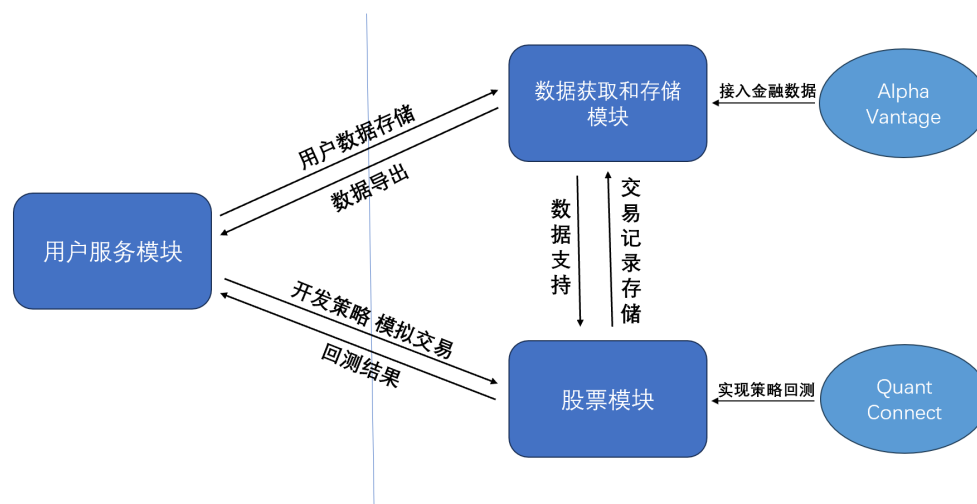 数据获取和存储
模块
接入金融数据
Alpha
Vantage
用户数据存储
数据导出
用户服务模块
数据支持
交易记录存储
开发策略 模拟交易
回测结果
股票模块
实现策略回测
Quant
Connect